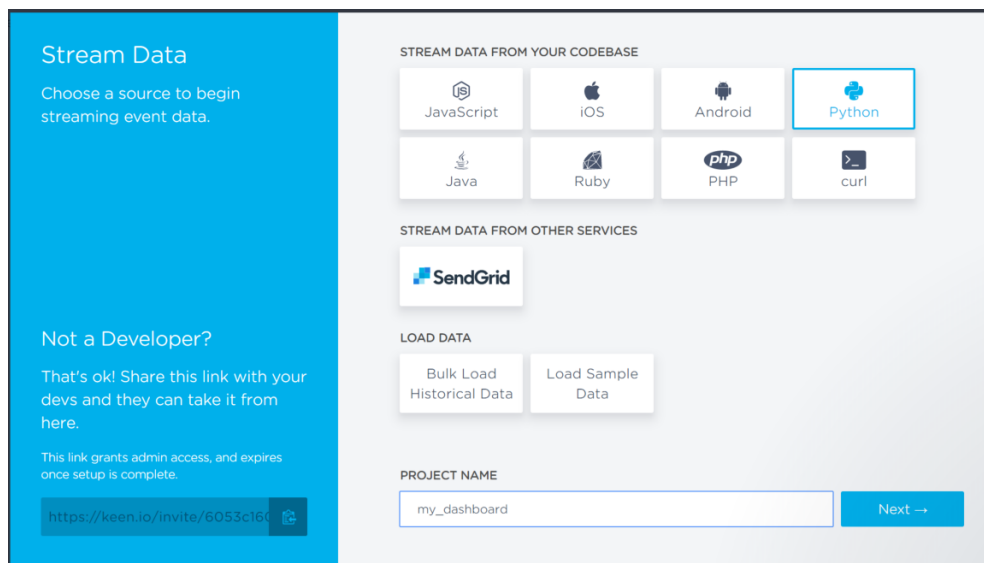 Stream Data
Choose a source to begin
streaming event data.
Not a Developer?
That's ok! Share this link with your
devs and they can take it from
here.
This link grants admin access, and expires
once setup is complete.
https://keen.io/invite/6053c160
STREAM DATA FROM YOUR CODEBASE
JS
JavaScript
iOS
Android
Python
Java
Ruby
php
PHP
>_
curl
STREAM DATA FROM OTHER SERVICES
SendGrid
LOAD DATA
Bulk Load
Historical Data
Load Sample
Data
PROJECT NAME
my_dashboard
Next →